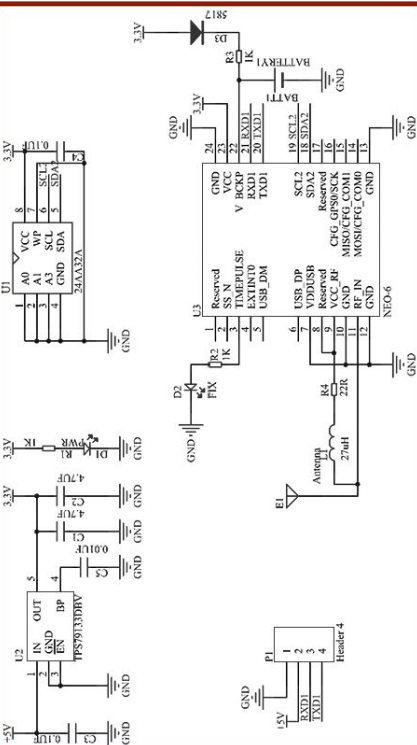 +5V
0.1UF
C3
GND
U2
1
2
3
IN
GND
EN
OUT
BP
5
4
TPS79133DBV
GND
C5
0.01UF
GND
C1
4.7UF
GND
C2
4.7UF
GND
3.3V
3.3V
1K
R1
PWR
D1
GND
U1
1
2
3
4
A0
A1
A3
GND
VCC
WP
SCL
SDA
8
7
6
5
24AA32A
SCL2
SDA2
3.3V
0.1UF
C4
GND
GND
3.3V
D3
5817
R3
1K
BATTERY1
BATT1
GND
3.3V
GND
24
23
22
21
20
RXD1
TXD1
19
18
SCL2
SDA2
17
16
15
14
13
GND
GND
VCC
V_BCKP
RXD1
TXD1
SCL2
SDA2
Reserved
CFG_GPS0/SCK
MISO/CFG_COM1
MOSI/CFG_COM0
GND
U3
NEO-6
Reserved
SS_N
TIMEPULSE
EXTINT0
USB_DM
USB_DP
VDDUSB
Reserved
VCC_RF
GND
RF_IN
GND
1
2
3
4
5
6
7
8
9
10
11
12
R2
1K
D2
FIX
GND
GND
R4
22R
L1
27uH
Antenna
E1
P1
1
2
3
4
Header 4
GND
+5V
RXD1
TXD1